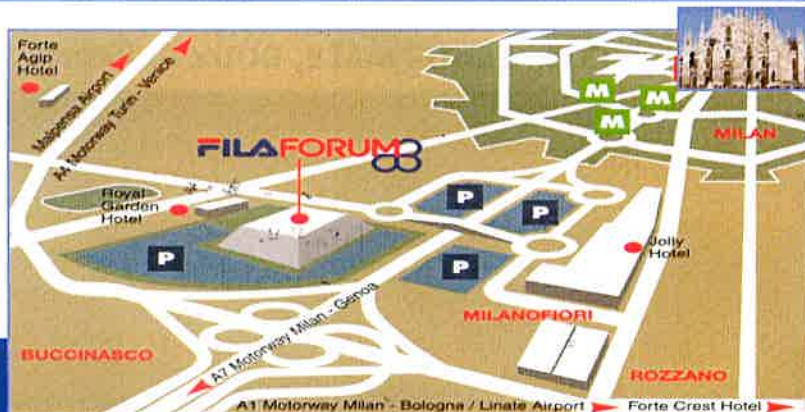 Forte
Agip
Hotel
Malpensa Airport
A4 Motorway Turin - Venice
M
M
M
MILAN
FILAFORUM
Royal
Garden
Hotel
P
P
P
P
Jolly
Hotel
A7 Motorway Milan - Genoa
MILANOFIORI
BUCCINASCO
ROZZANO
A1 Motorway Milan - Bologna / Linate Airport
Forte Crest Hotel